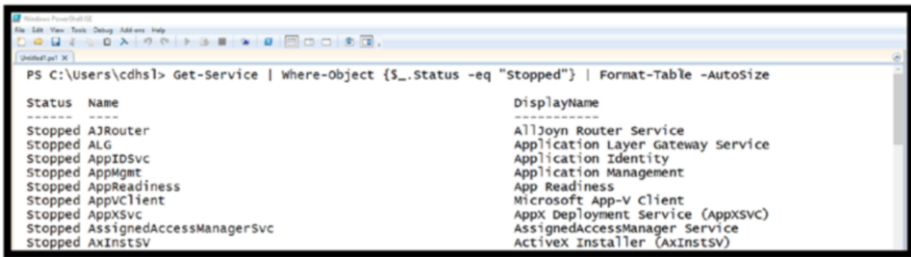 Windows PowerShell ISE
File Edit View Tools Debug Add-ons Help
Untitled1.ps1 X
PS C:\Users\cdhsl> Get-Service | Where-Object {$_.Status -eq "Stopped"} | Format-Table -AutoSize
Status Name DisplayName
------ ---- -----------
Stopped AJRouter AllJoyn Router Service
Stopped ALG Application Layer Gateway Service
Stopped AppIDSvc Application Identity
Stopped AppMgmt Application Management
Stopped AppReadiness App Readiness
Stopped AppVClient Microsoft App-V Client
Stopped AppXSvc AppX Deployment Service (AppXSVC)
Stopped AssignedAccessManagerSvc AssignedAccessManager Service
Stopped AxInstSV ActiveX Installer (AxInstSV)